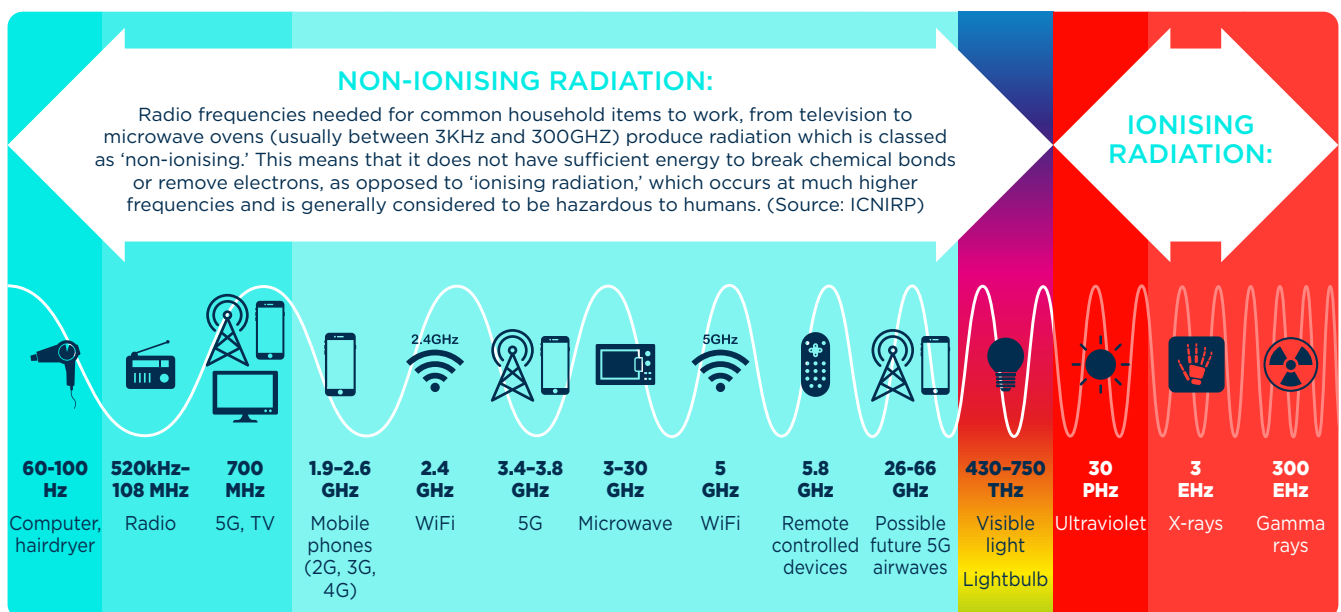 NON-IONISING RADIATION:
Radio frequencies needed for common household items to work, from television to
microwave ovens (usually between 3KHz and 300GHZ) produce radiation which is classed
as ‘non-ionising.’ This means that it does not have sufficient energy to break chemical bonds
or remove electrons, as opposed to ‘ionising radiation,’ which occurs at much higher
frequencies and is generally considered to be hazardous to humans. (Source: ICNIRP)
IONISING
RADIATION:
2.4GHz
5GHz
60-100
Hz
Computer,
hairdryer
520kHz–
108 MHz
Radio
700
MHz
5G, TV
1.9–2.6
GHz
Mobile
phones
(2G, 3G,
4G)
2.4
GHz
WiFi
3.4–3.8
GHz
5G
3–30
GHz
Microwave
5
GHz
WiFi
5.8
GHz
Remote
controlled
devices
26-66
GHz
Possible
future 5G
airwaves
430–750
THz
Visible
light
Lightbulb
30
PHz
Ultraviolet
3
EHz
X-rays
300
EHz
Gamma
rays